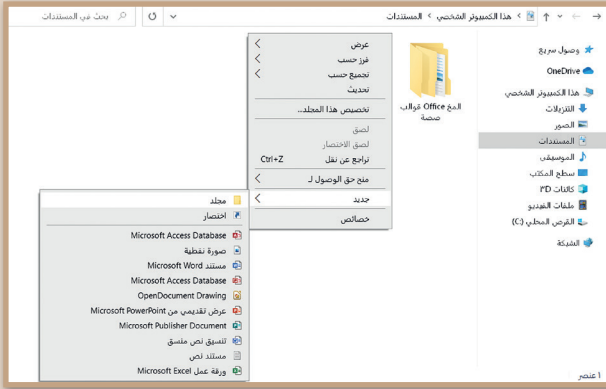 هذا الكمبيوتر الشخصي > المستندات
بحث في المستندات
وصول سريع
OneDrive
هذا الكمبيوتر الشخصي
التنزيلات
الصور
المستندات
الموسيقى
سطح المكتب
كائنات ٣D
ملفات الفيديو
القرص المحلي (C:)
الشبكة
١ عنصر
قوالب Office المخ
صصة
عرض
فرز حسب
تجميع حسب
تحديث
تخصيص هذا المجلد...
لصق
لصق الاختصار
تراجع عن نقل Ctrl+Z
منح حق الوصول لـ
جديد
خصائص
مجلد
اختصار
Microsoft Access Database
صورة نقطية
مستند Microsoft Word
Microsoft Access Database
OpenDocument Drawing
عرض تقديمي من Microsoft PowerPoint
Microsoft Publisher Document
تنسيق نص منسق
مستند نص
ورقة عمل Microsoft Excel